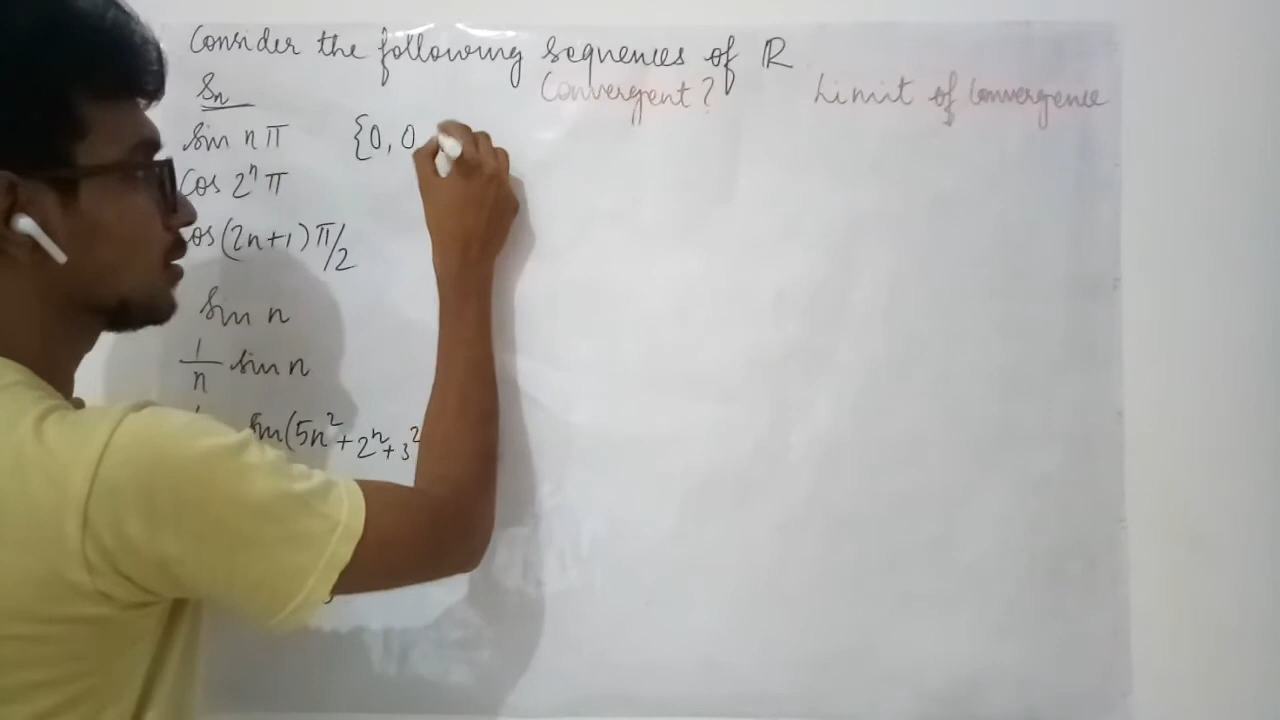 Consider the following sequences of ℝ
Sn Convergent? Limit of Convergence
sin nπ {0, 0
cos 2ⁿπ
cos(2n+1)π/2
sin n
1/n sin n
sin(5n²+2ⁿ+3²